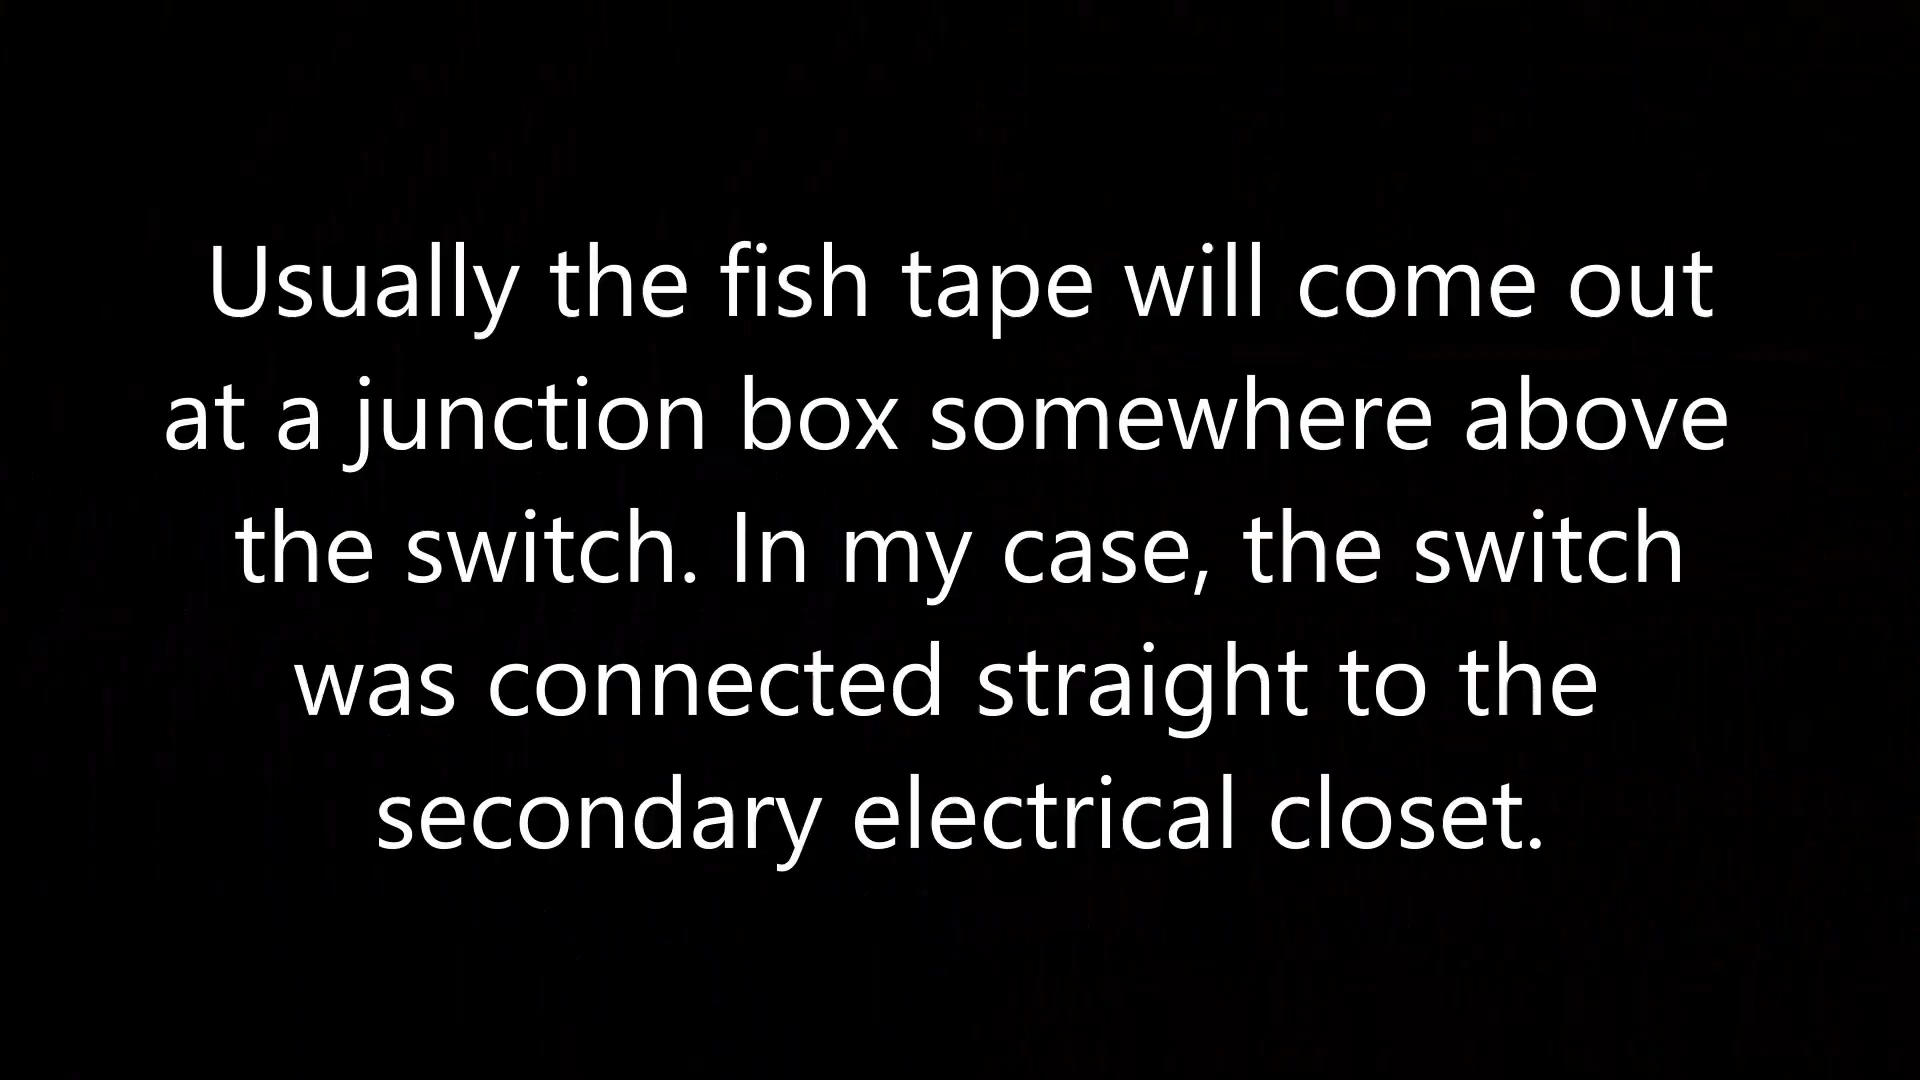 Usually the fish tape will come out
at a junction box somewhere above
the switch. In my case, the switch
was connected straight to the
secondary electrical closet.